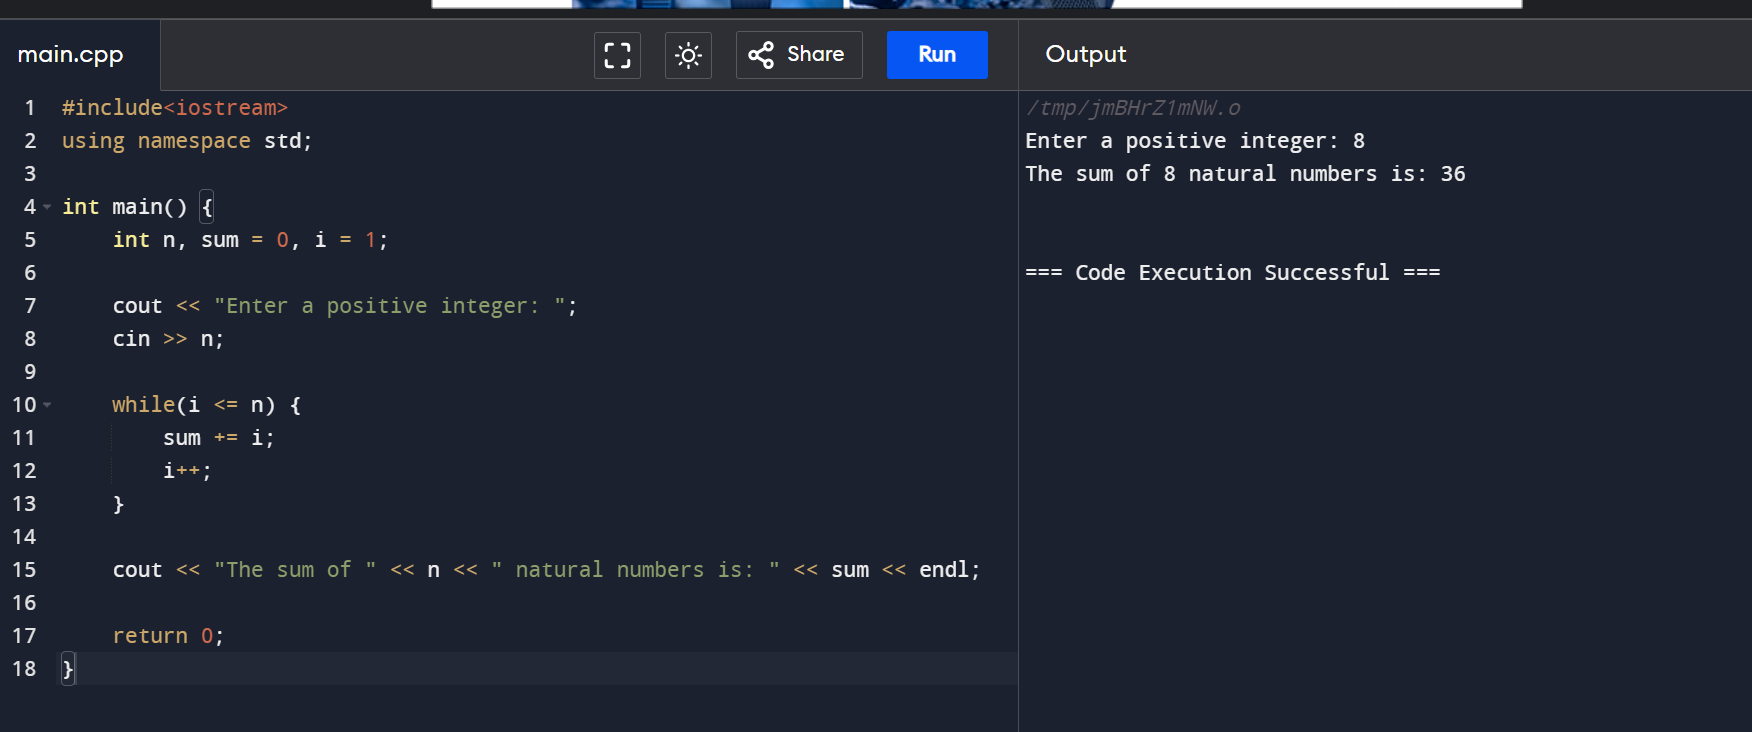 main.cpp
Share
Run
Output
1 #include<iostream>
2 using namespace std;
3
4 int main() {
5     int n, sum = 0, i = 1;
6
7     cout << "Enter a positive integer: ";
8     cin >> n;
9
10     while(i <= n) {
11         sum += i;
12         i++;
13     }
14
15     cout << "The sum of " << n << " natural numbers is: " << sum << endl;
16
17     return 0;
18 }
/tmp/jmBHrZ1mNW.o
Enter a positive integer: 8
The sum of 8 natural numbers is: 36
=== Code Execution Successful ===